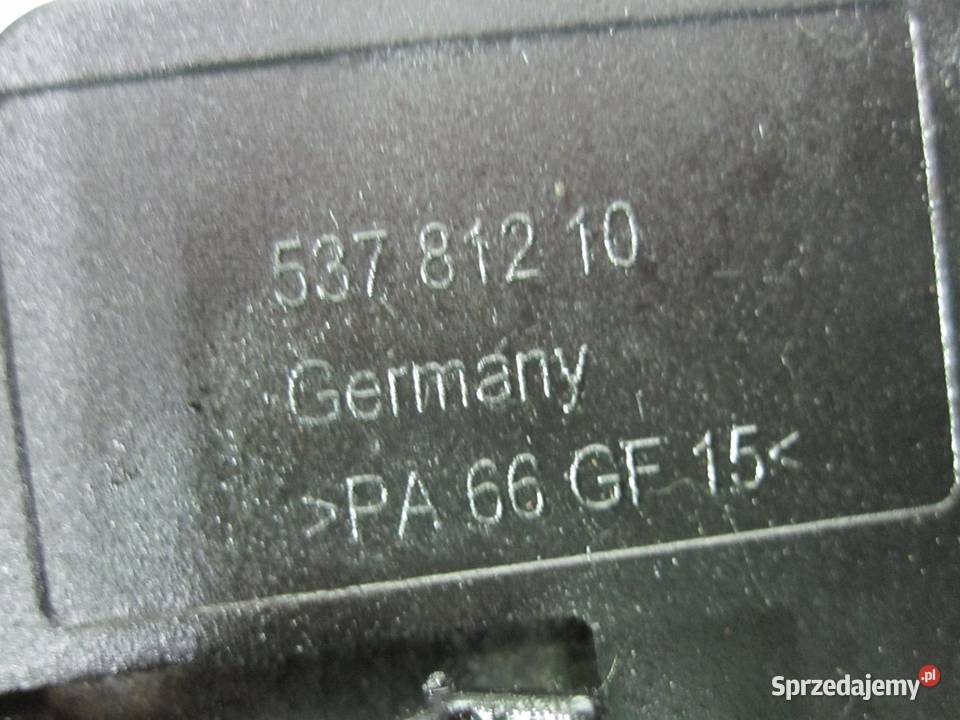 537 812 10
Germany
>PA 66 GF 15<
Sprzedajemy.pl